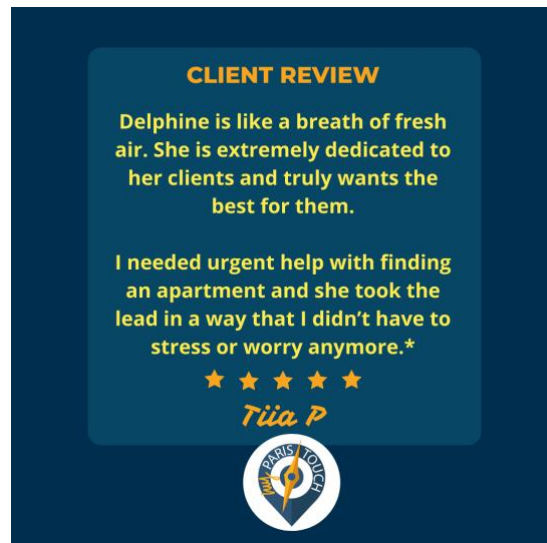 CLIENT REVIEW
Delphine is like a breath of fresh
air. She is extremely dedicated to
her clients and truly wants the
best for them.
I needed urgent help with finding
an apartment and she took the
lead in a way that I didn’t have to
stress or worry anymore.*
Tiia P
my PARIS TOUCH